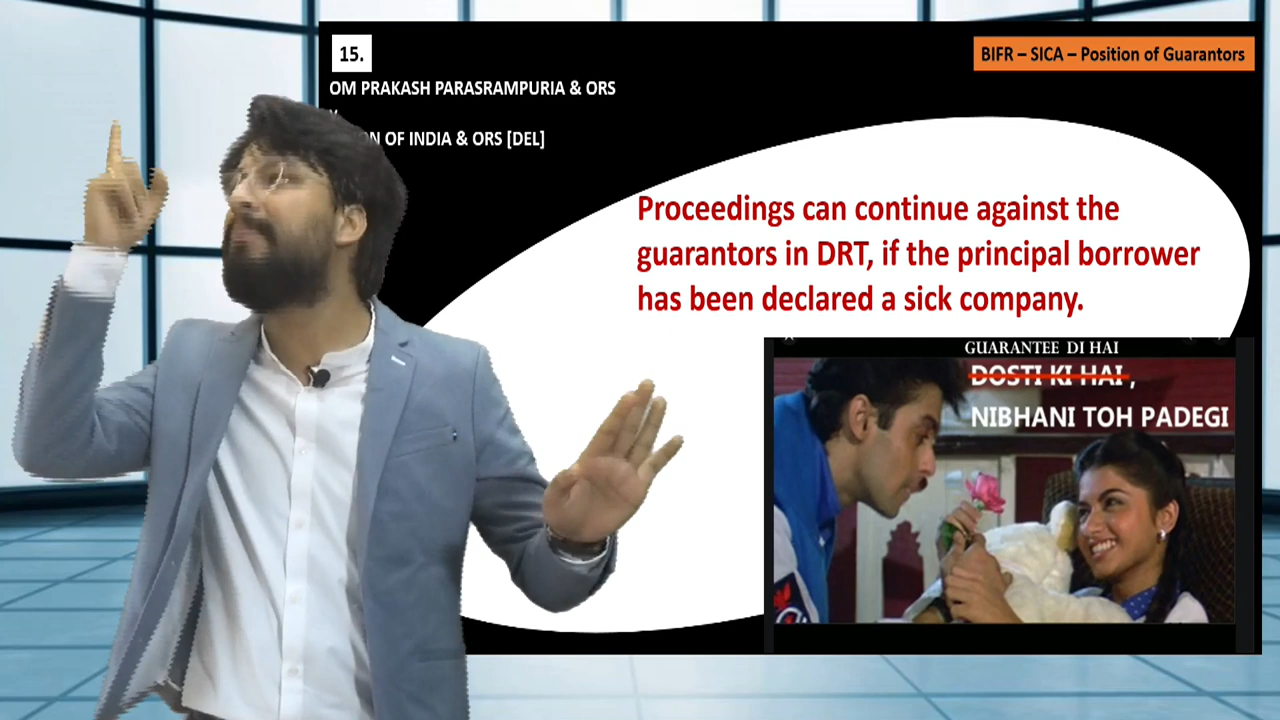 15.
BIFR – SICA – Position of Guarantors
OM PRAKASH PARASRAMPURIA & ORS
OF INDIA & ORS [DEL]
Proceedings can continue against the
guarantors in DRT, if the principal borrower
has been declared a sick company.
GUARANTEE DI HAI
DOSTI KI HAI ,
NIBHANI TOH PADEGI